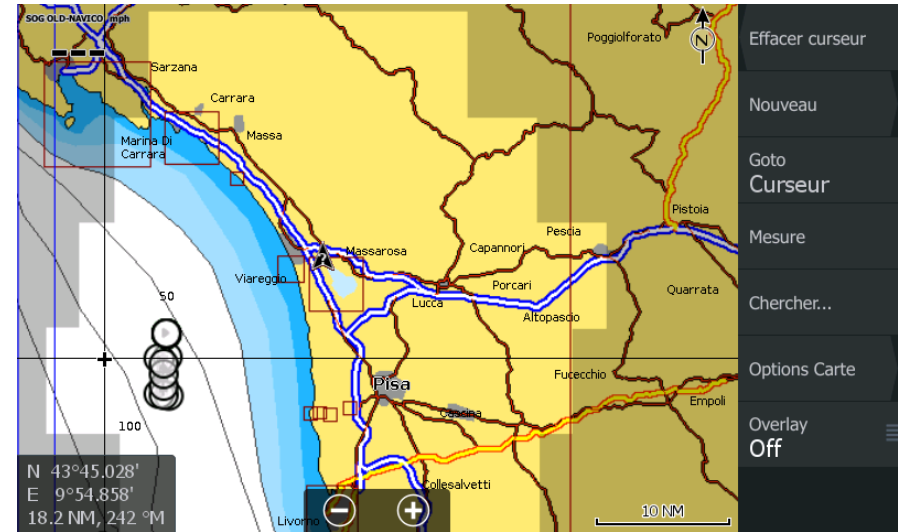 SOG OLD-NAVICO mph
Poggiolforato
N
Sarzana
Carrara
Massa
Marina Di
Carrara
Pistoia
Pescia
Massarosa
Capannori
Viareggio
Porcari
Quarrata
Lucca
50
Altopascio
Pisa
Fucecchio
Empoli
Cascina
100
Collesalvetti
Livorno
N 43°45.028'
E 9°54.858'
18.2 NM, 242 °M
10 NM
Effacer curseur
Nouveau
Goto
Curseur
Mesure
Chercher...
Options Carte
Overlay
Off